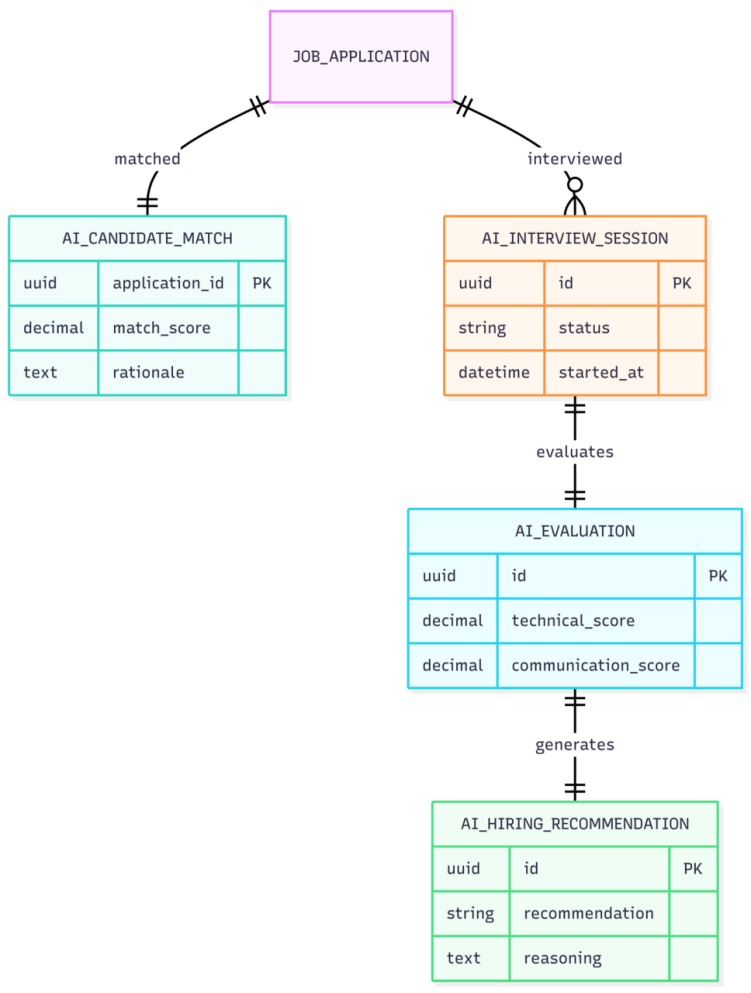 JOB_APPLICATION
matched
interviewed
AI_CANDIDATE_MATCH
uuid application_id PK
decimal match_score
text rationale
AI_INTERVIEW_SESSION
uuid id PK
string status
datetime started_at
evaluates
AI_EVALUATION
uuid id PK
decimal technical_score
decimal communication_score
generates
AI_HIRING_RECOMMENDATION
uuid id PK
string recommendation
text reasoning